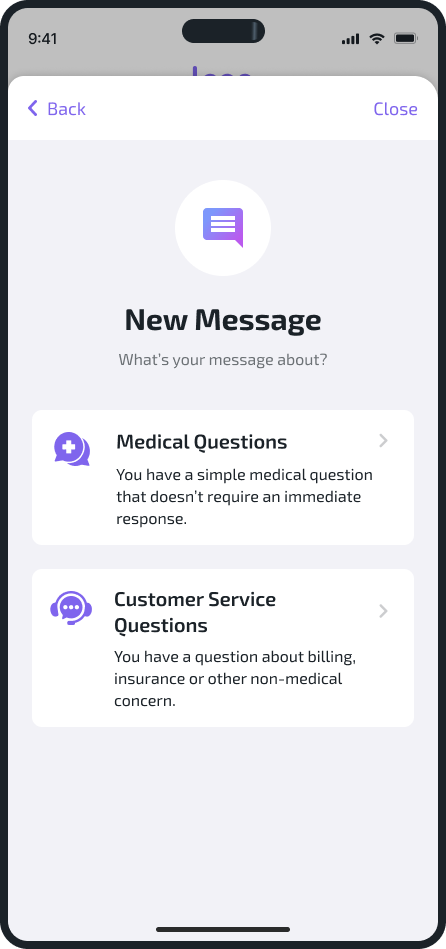 9:41
Back
Close
New Message
What's your message about?
Medical Questions
You have a simple medical question
that doesn't require an immediate
response.
Customer Service
Questions
You have a question about billing,
insurance or other non-medical
concern.